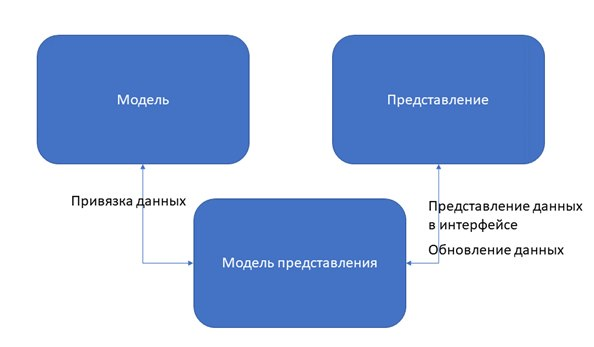 Модель
Представление
Привязка данных
Представление данных
в интерфейсе
Обновление данных
Модель представления